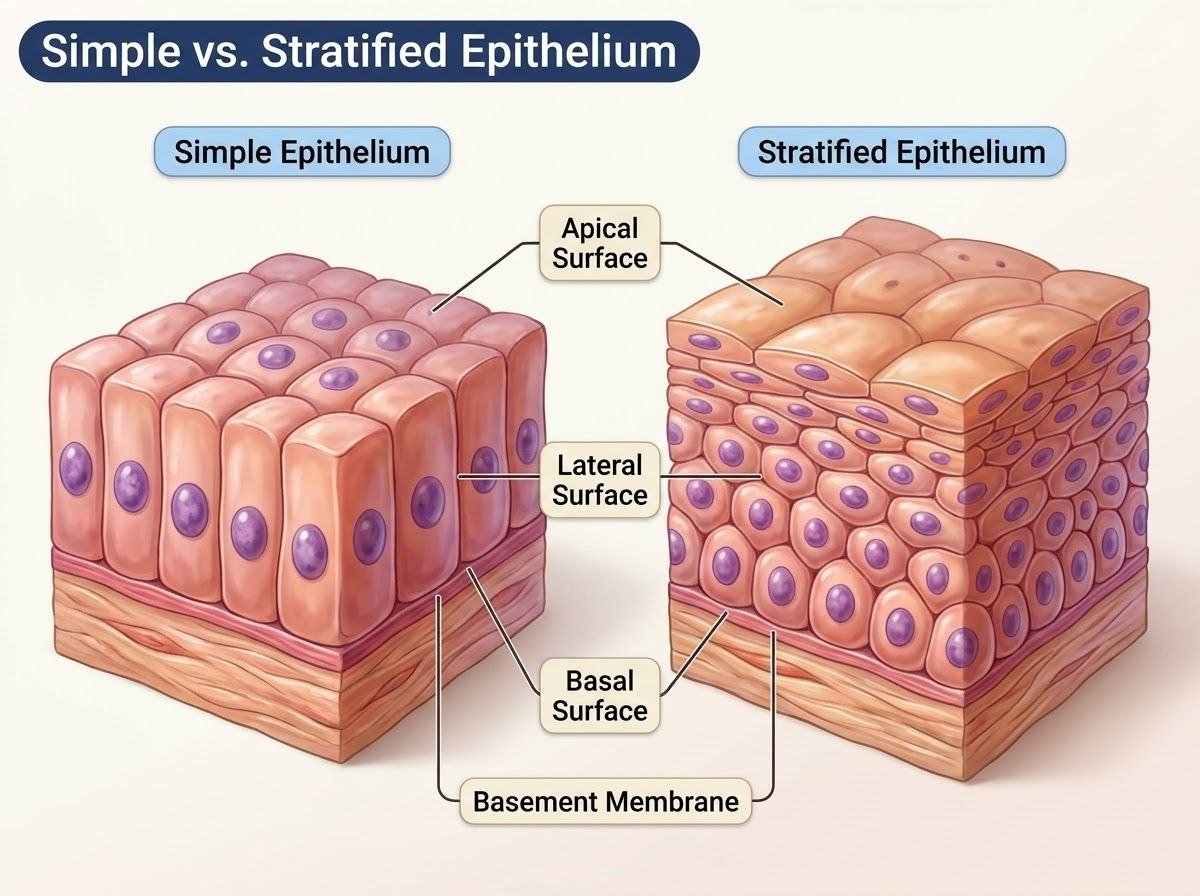 Simple vs. Stratified Epithelium
Simple Epithelium
Stratified Epithelium
Apical
Surface
Lateral
Surface
Basal
Surface
Basement Membrane